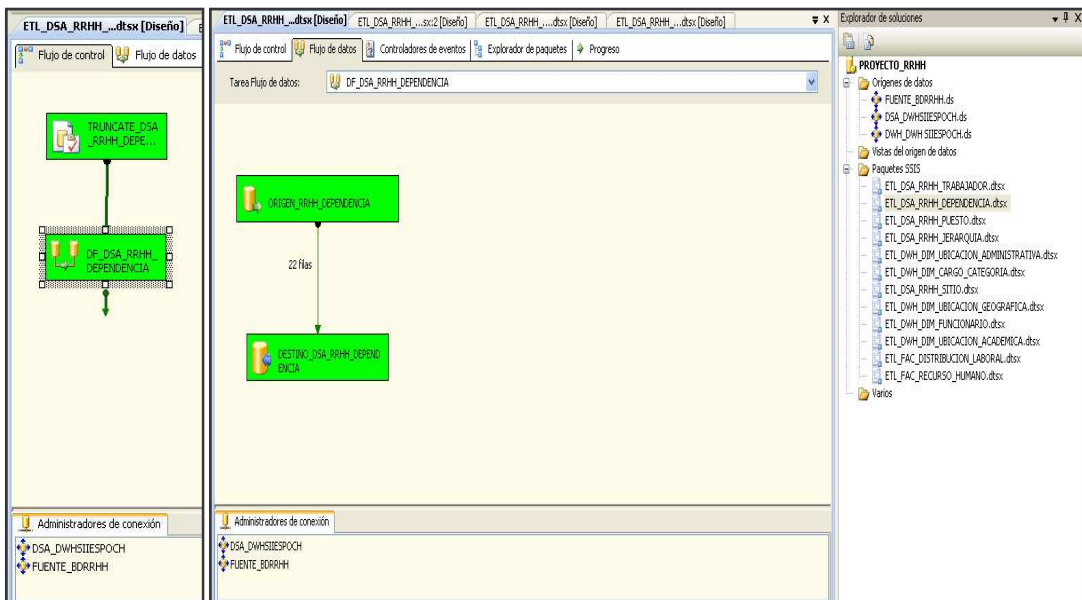 ETL_DSA_RRHH_...dtsx [Diseño]
Flujo de control
Flujo de datos
TRUNCATE_DSA
_RRHH_DEPE...
DF_DSA_RRHH_
DEPENDENCIA
Administradores de conexión
DSA_DWHSIIESPOCH
FUENTE_BDRRHH
ETL_DSA_RRHH_...dtsx [Diseño]
ETL_DSA_RRHH_...sx:2 [Diseño]
ETL_DSA_RRHH_....dtsx [Diseño]
ETL_DSA_RRHH_...dtsx [Diseño]
Flujo de control
Flujo de datos
Controladores de eventos
Explorador de paquetes
Progreso
Tarea Flujo de datos:
DF_DSA_RRHH_DEPENDENCIA
ORIGEN_RRHH_DEPENDENCIA
22 filas
DESTINO_DSA_RRHH_DEPEND
ENCIA
Administradores de conexión
DSA_DWHSIIESPOCH
FUENTE_BDRRHH
Explorador de soluciones
PROYECTO_RRHH
Orígenes de datos
FUENTE_BDRRHH.ds
DSA_DWHSIIESPOCH.ds
DWH_DWH SIIESPOCH.ds
Vistas del origen de datos
Paquetes SSIS
ETL_DSA_RRHH_TRABAJADOR.dtsx
ETL_DSA_RRHH_DEPENDENCIA.dtsx
ETL_DSA_RRHH_PUESTO.dtsx
ETL_DSA_RRHH_JERARQUIA.dtsx
ETL_DWH_DIM_UBICACION_ADMINISTRATIVA.dtsx
ETL_DWH_DIM_CARGO_CATEGORIA.dtsx
ETL_DSA_RRHH_SITIO.dtsx
ETL_DWH_DIM_UBICACION_GEOGRAFICA.dtsx
ETL_DWH_DIM_FUNCIONARIO.dtsx
ETL_DWH_DIM_UBICACION_ACADEMICA.dtsx
ETL_FAC_DISTRIBUCION_LABORAL.dtsx
ETL_FAC_RECURSO_HUMANO.dtsx
Varios